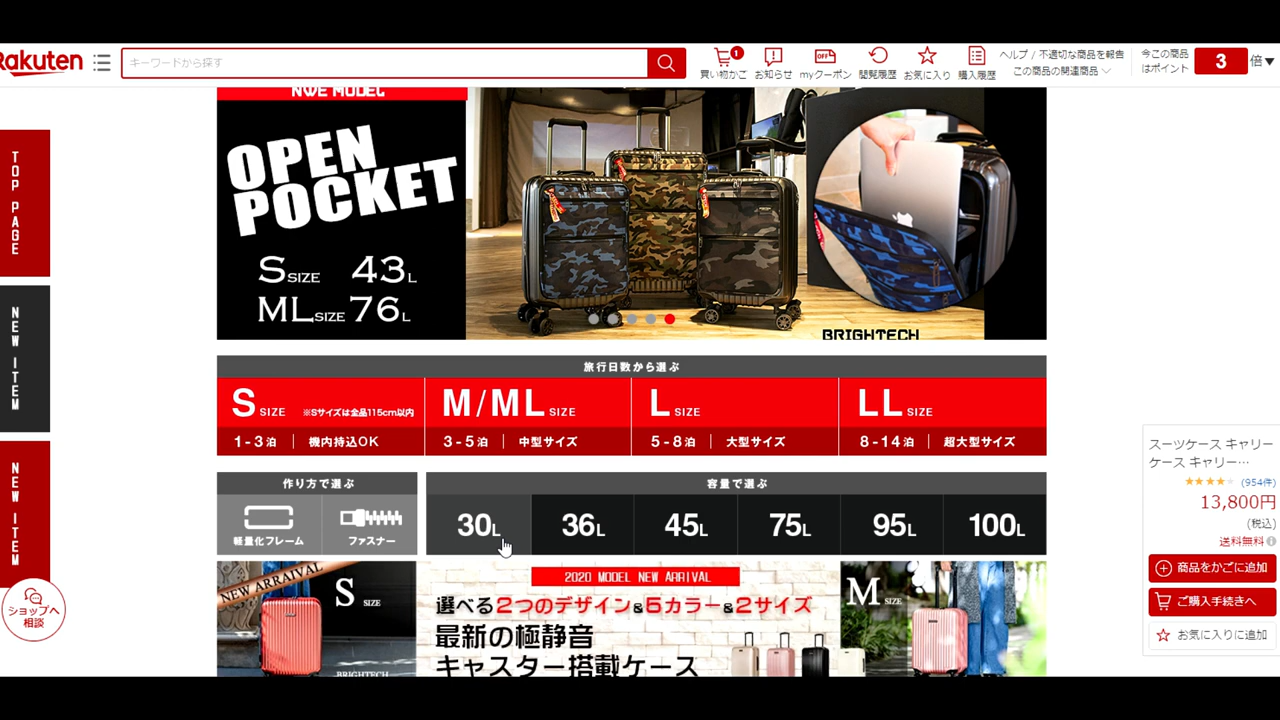 Rakuten
キーワードから探す
1
買い物かご
お知らせ
myクーポン
閲覧履歴
お気に入り
購入履歴
ヘルプ / 不適切な商品を報告
この商品の関連商品
今この商品
はポイント
3
倍▼
OFF
NWE MODEL
OPEN
POCKET
S SIZE 43L
ML SIZE 76L
BRIGHTECH
TOP PAGE
NEW ITEM
NEW ITEM
ショップへ
相談
旅行日数から選ぶ
S SIZE ※Sサイズは全品115cm以内
1-3泊 機内持込OK
M/ML SIZE
3-5泊 中型サイズ
L SIZE
5-8泊 大型サイズ
LL SIZE
8-14泊 超大型サイズ
作り方で選ぶ
軽量化フレーム
ファスナー
容量で選ぶ
30L
36L
45L
75L
95L
100L
NEW ARRAIVAL
S SIZE
BRIGHTECH
2020 MODEL NEW ARRIVAL
選べる2つのデザイン&5カラー&2サイズ
最新の極静音
キャスター搭載ケース
M SIZE
スーツケース キャリー
ケース キャリー…
★★★★★ (954件)
13,800円
(税込)
送料無料
商品をかごに追加
ご購入手続きへ
お気に入りに追加